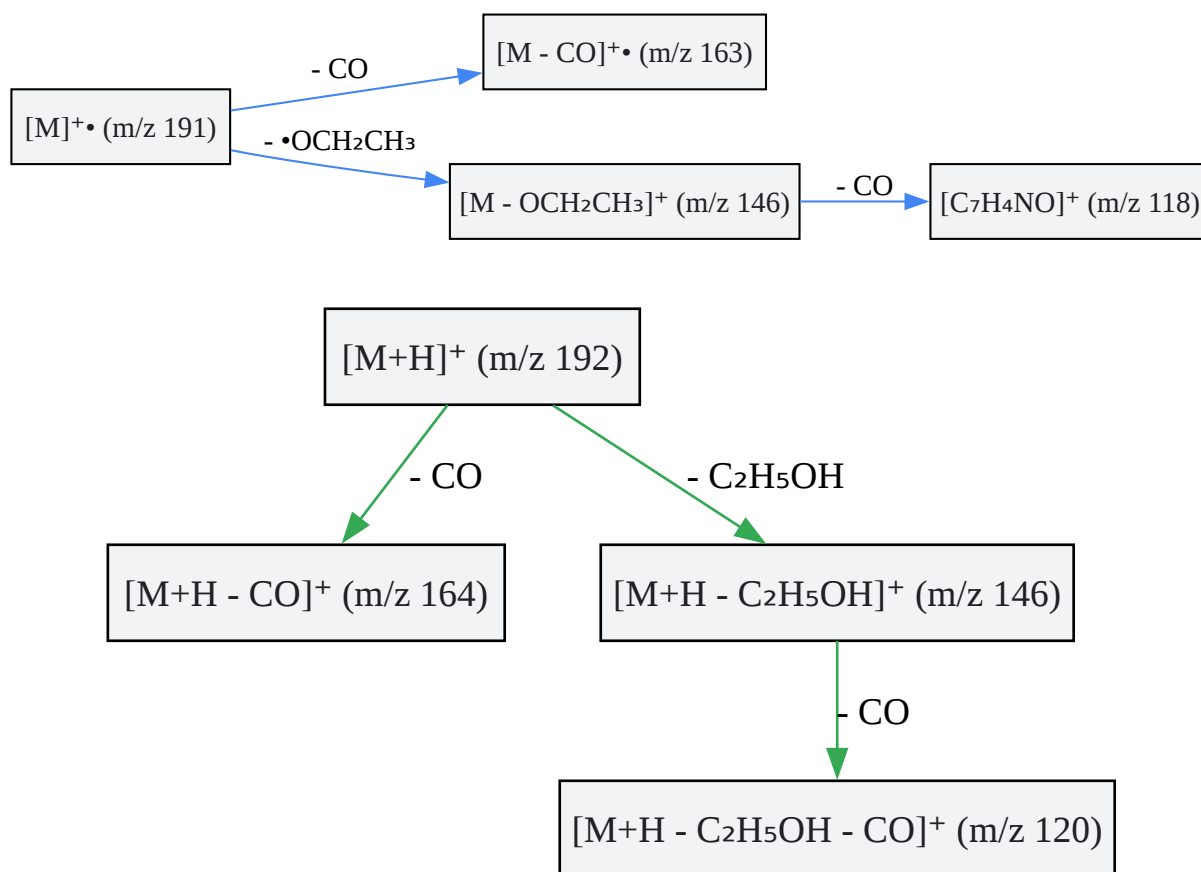 - CO
[M - CO]⁺• (m/z 163)
[M]⁺• (m/z 191)
- •OCH₂CH₃
[M - OCH₂CH₃]⁺ (m/z 146)
- CO
[C₇H₄NO]⁺ (m/z 118)
[M+H]⁺ (m/z 192)
- CO
- C₂H₅OH
[M+H - CO]⁺ (m/z 164)
[M+H - C₂H₅OH]⁺ (m/z 146)
- CO
[M+H - C₂H₅OH - CO]⁺ (m/z 120)